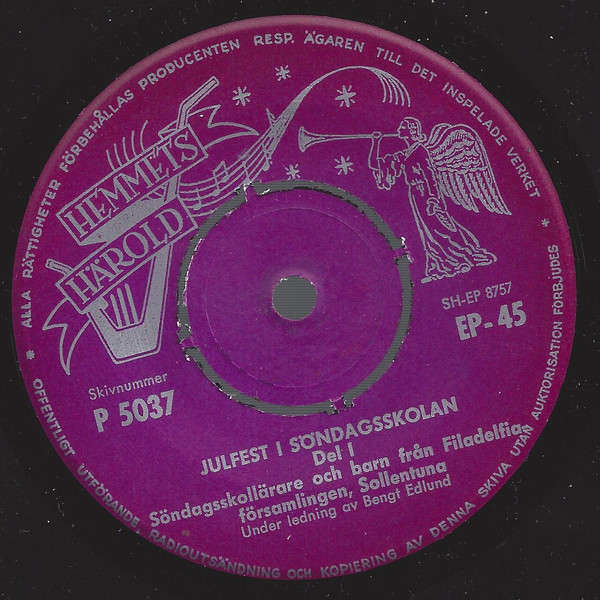 * ALLA RÄTTIGHETER FÖRBEHÅLLAS PRODUCENTEN RESP. ÄGAREN TILL DET INSPELADE VERKET *
HEMMETS
HÄROLD
SH-EP 8757
EP-45
Skivnummer
P 5037
JULFEST I SÖNDAGSSKOLAN
Del I
Söndagsskollärare och barn från Filadelfia-
församlingen, Sollentuna
Under ledning av Bengt Edlund
OFFENTLIGT UTFÖRANDE RADIOUTSÄNDNING OCH KOPIERING AV DENNA SKIVA UTAN AUKTORISATION FÖRBJUDES